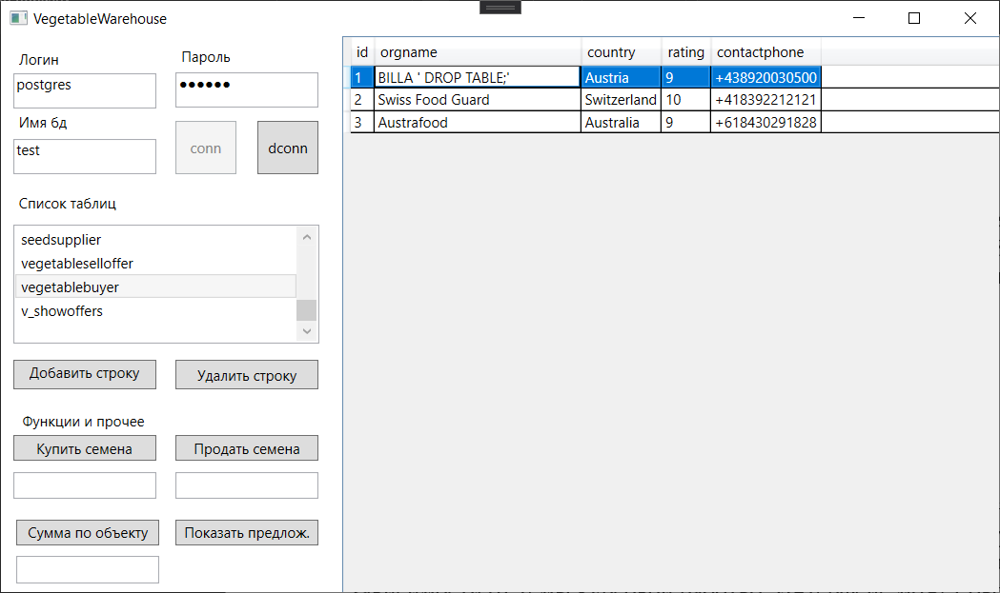 VegetableWarehouse
Логин
Пароль
postgres
●●●●●●
Имя бд
test
conn
dconn
Список таблиц
seedsupplier
vegetableselloffer
vegetablebuyer
v_showoffers
Добавить строку
Удалить строку
Функции и прочее
Купить семена
Продать семена
Сумма по объекту
Показать предлож.
id orgname country rating contactphone
1 BILLA ' DROP TABLE;' Austria 9 +438920030500
2 Swiss Food Guard Switzerland 10 +418392212121
3 Austrafood Australia 9 +618430291828